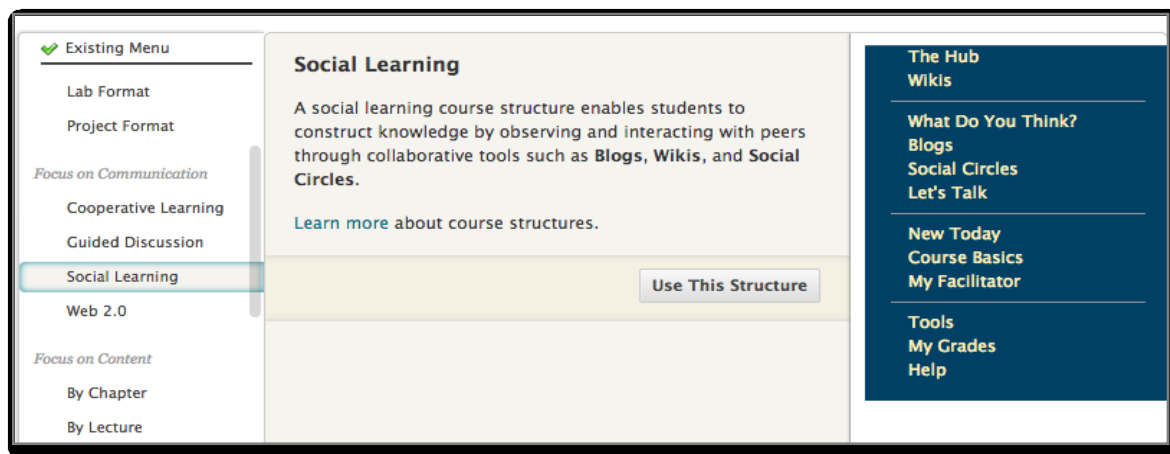 Existing Menu
Lab Format
Project Format
Focus on Communication
Cooperative Learning
Guided Discussion
Social Learning
Web 2.0
Focus on Content
By Chapter
By Lecture
Social Learning
A social learning course structure enables students to
construct knowledge by observing and interacting with peers
through collaborative tools such as Blogs, Wikis, and Social
Circles.
Learn more about course structures.
Use This Structure
The Hub
Wikis
What Do You Think?
Blogs
Social Circles
Let's Talk
New Today
Course Basics
My Facilitator
Tools
My Grades
Help